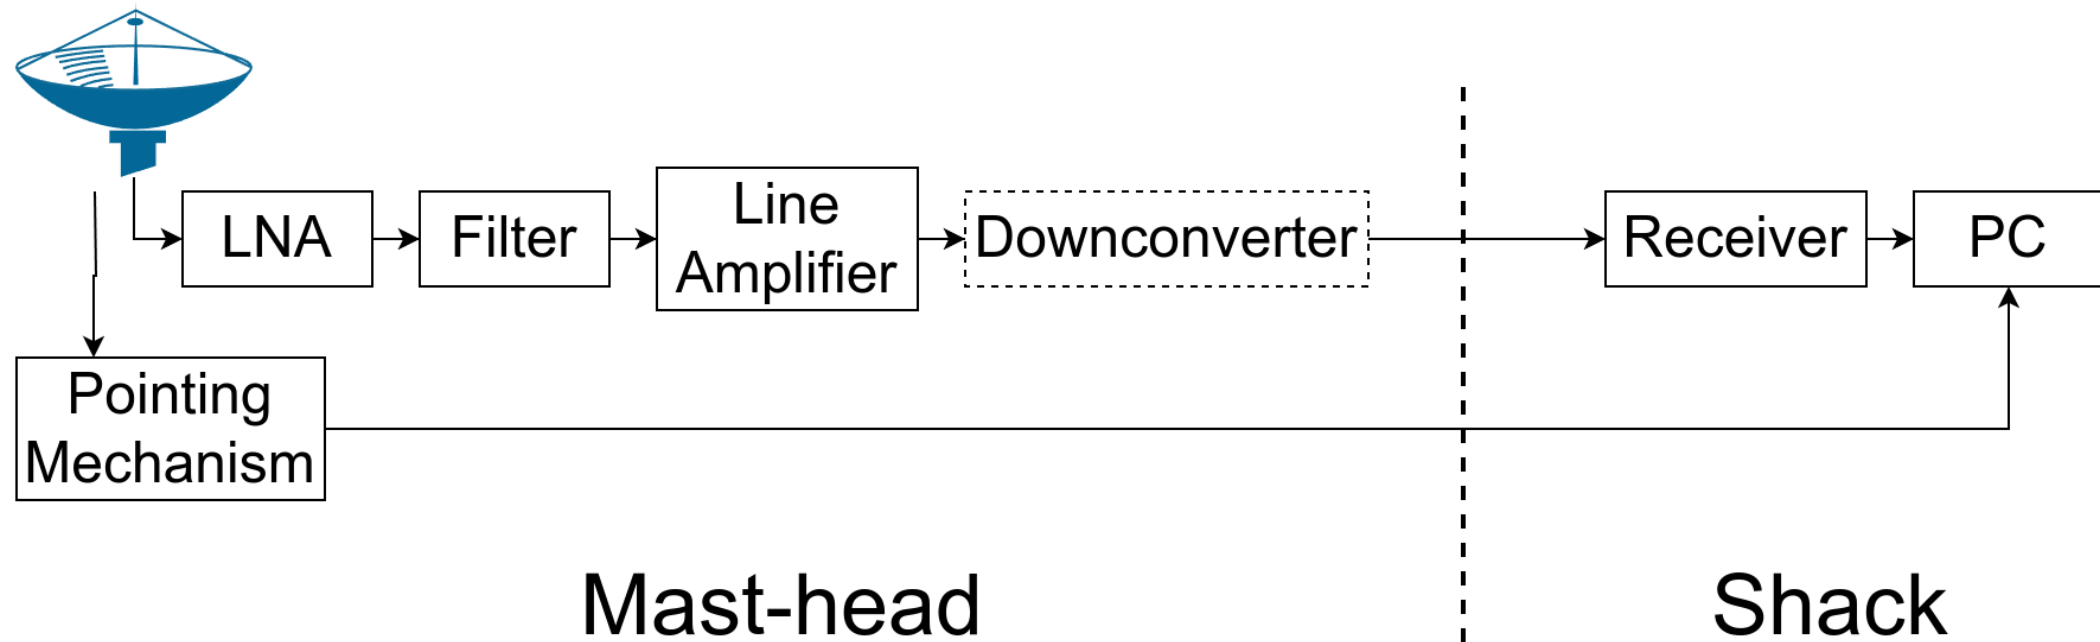 LNA
Filter
Line
Amplifier
Downconverter
Receiver
PC
Pointing
Mechanism
Mast-head
Shack